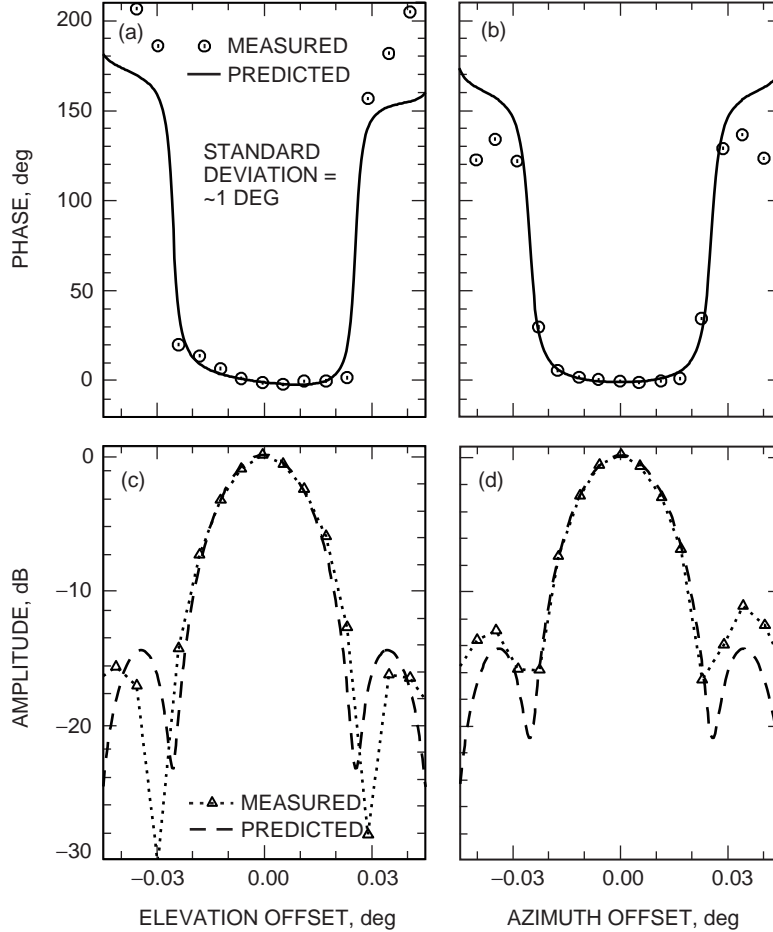 200
150
100
50
0
PHASE, deg
(a)
MEASURED
PREDICTED
STANDARD
DEVIATION =
~1 DEG
(b)
0
–10
–20
–30
AMPLITUDE, dB
(c)
MEASURED
PREDICTED
(d)
–0.03 0.00 0.03
ELEVATION OFFSET, deg
–0.03 0.00 0.03
AZIMUTH OFFSET, deg